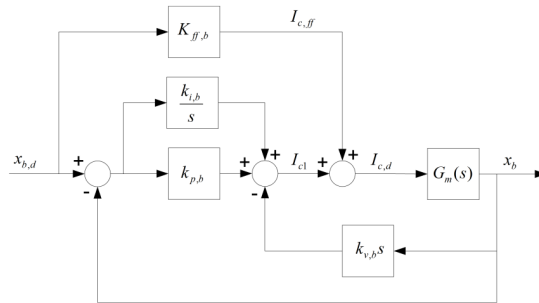 K_{ff,b}
I_{c,ff}
k_{i,b}
s
x_{b,d}
+
-
k_{p,b}
+
+
-
I_{c1}
+
+
I_{c,d}
G_m(s)
x_b
k_{v,b}s